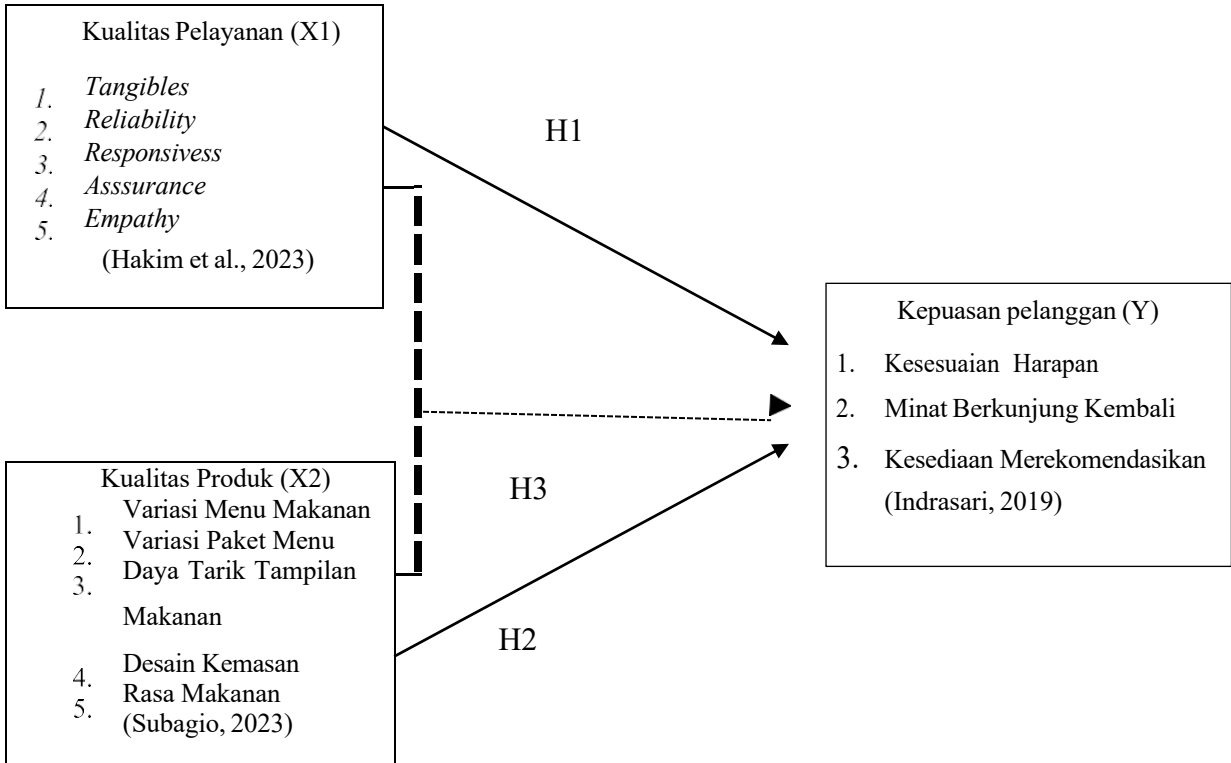 Kualitas Pelayanan (X1)
1. Tangibles
2. Reliability
3. Responsivess
4. Asssurance
5. Empathy
(Hakim et al., 2023)
H1
Kepuasan pelanggan (Y)
1. Kesesuaian Harapan
2. Minat Berkunjung Kembali
3. Kesediaan Merekomendasikan
(Indrasari, 2019)
Kualitas Produk (X2)
1. Variasi Menu Makanan
2. Variasi Paket Menu
3. Daya Tarik Tampilan
Makanan
4. Desain Kemasan
5. Rasa Makanan
(Subagio, 2023)
H3
H2